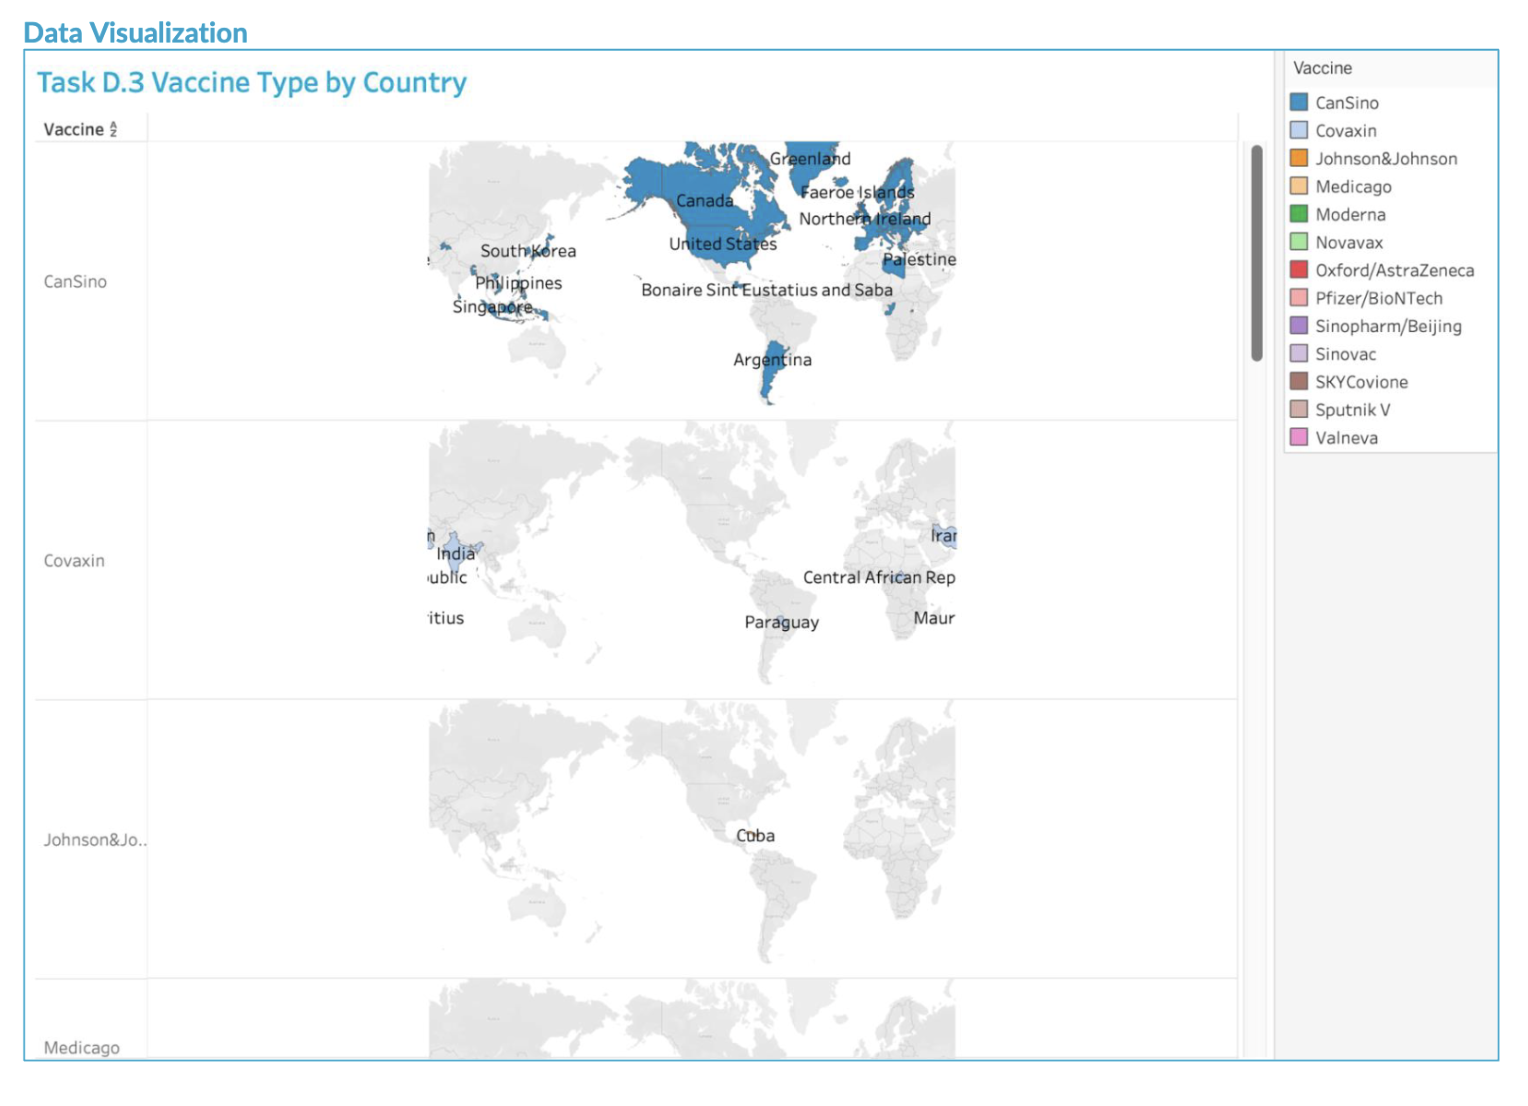 Data Visualization
Task D.3 Vaccine Type by Country
Vaccine
CanSino
Greenland
Canada
Faeroe Islands
Northern Ireland
United States
South Korea
Palestine
Philippines
Bonaire Sint Eustatius and Saba
Singapore
Argentina
Covaxin
n
India
Iran
ublic
Central African Rep
itius
Maur
Paraguay
Johnson&Jo..
Cuba
Medicago
Vaccine
CanSino
Covaxin
Johnson&Johnson
Medicago
Moderna
Novavax
Oxford/AstraZeneca
Pfizer/BioNTech
Sinopharm/Beijing
Sinovac
SKYCovione
Sputnik V
Valneva